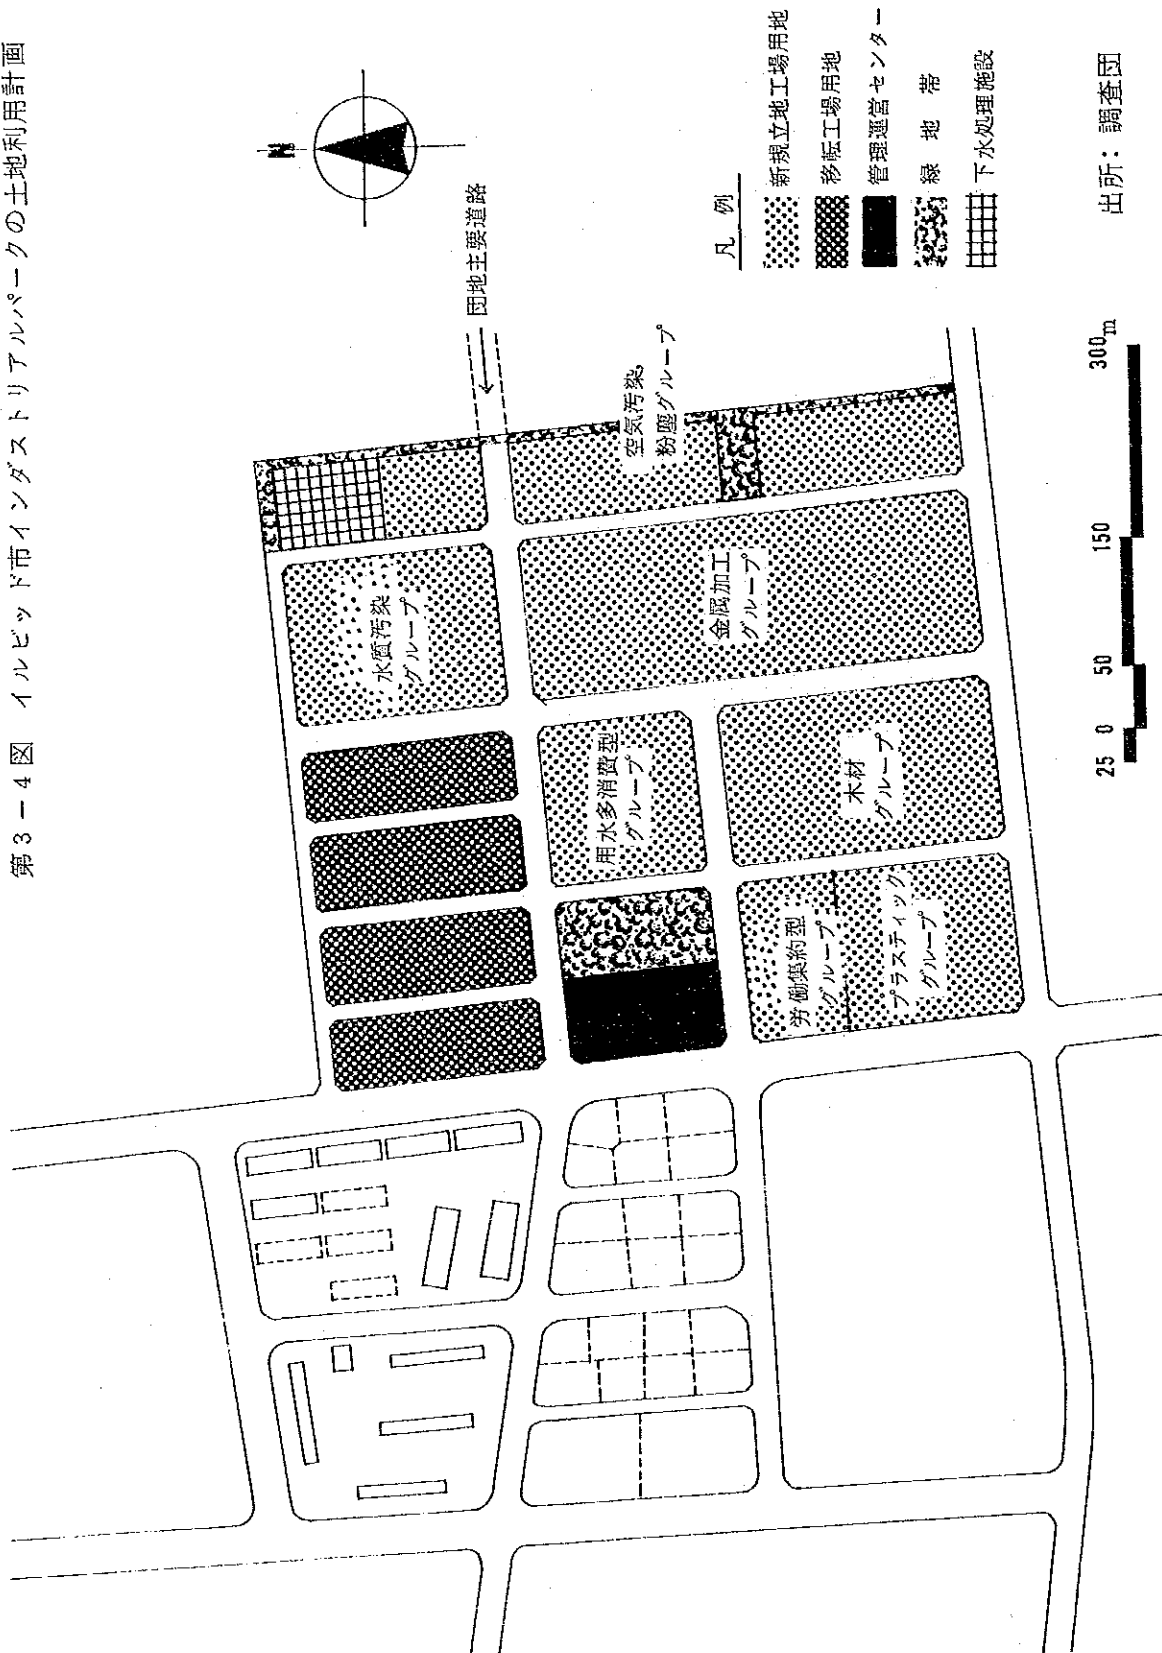 第3－4図 イルビッド市インダストリアルパークの土地利用計画
N
団地主要道路
空気汚染,
粉塵グループ
水質汚染
グループ
金属加工
グループ
用水多消費型
グループ
木材
グループ
労働集約型
グループ
プラスティック
グループ
凡例
新規立地工場用地
移転工場用地
管理運営センター
緑地帯
下水処理施設
25 0 50 150 300m
出所：調査団